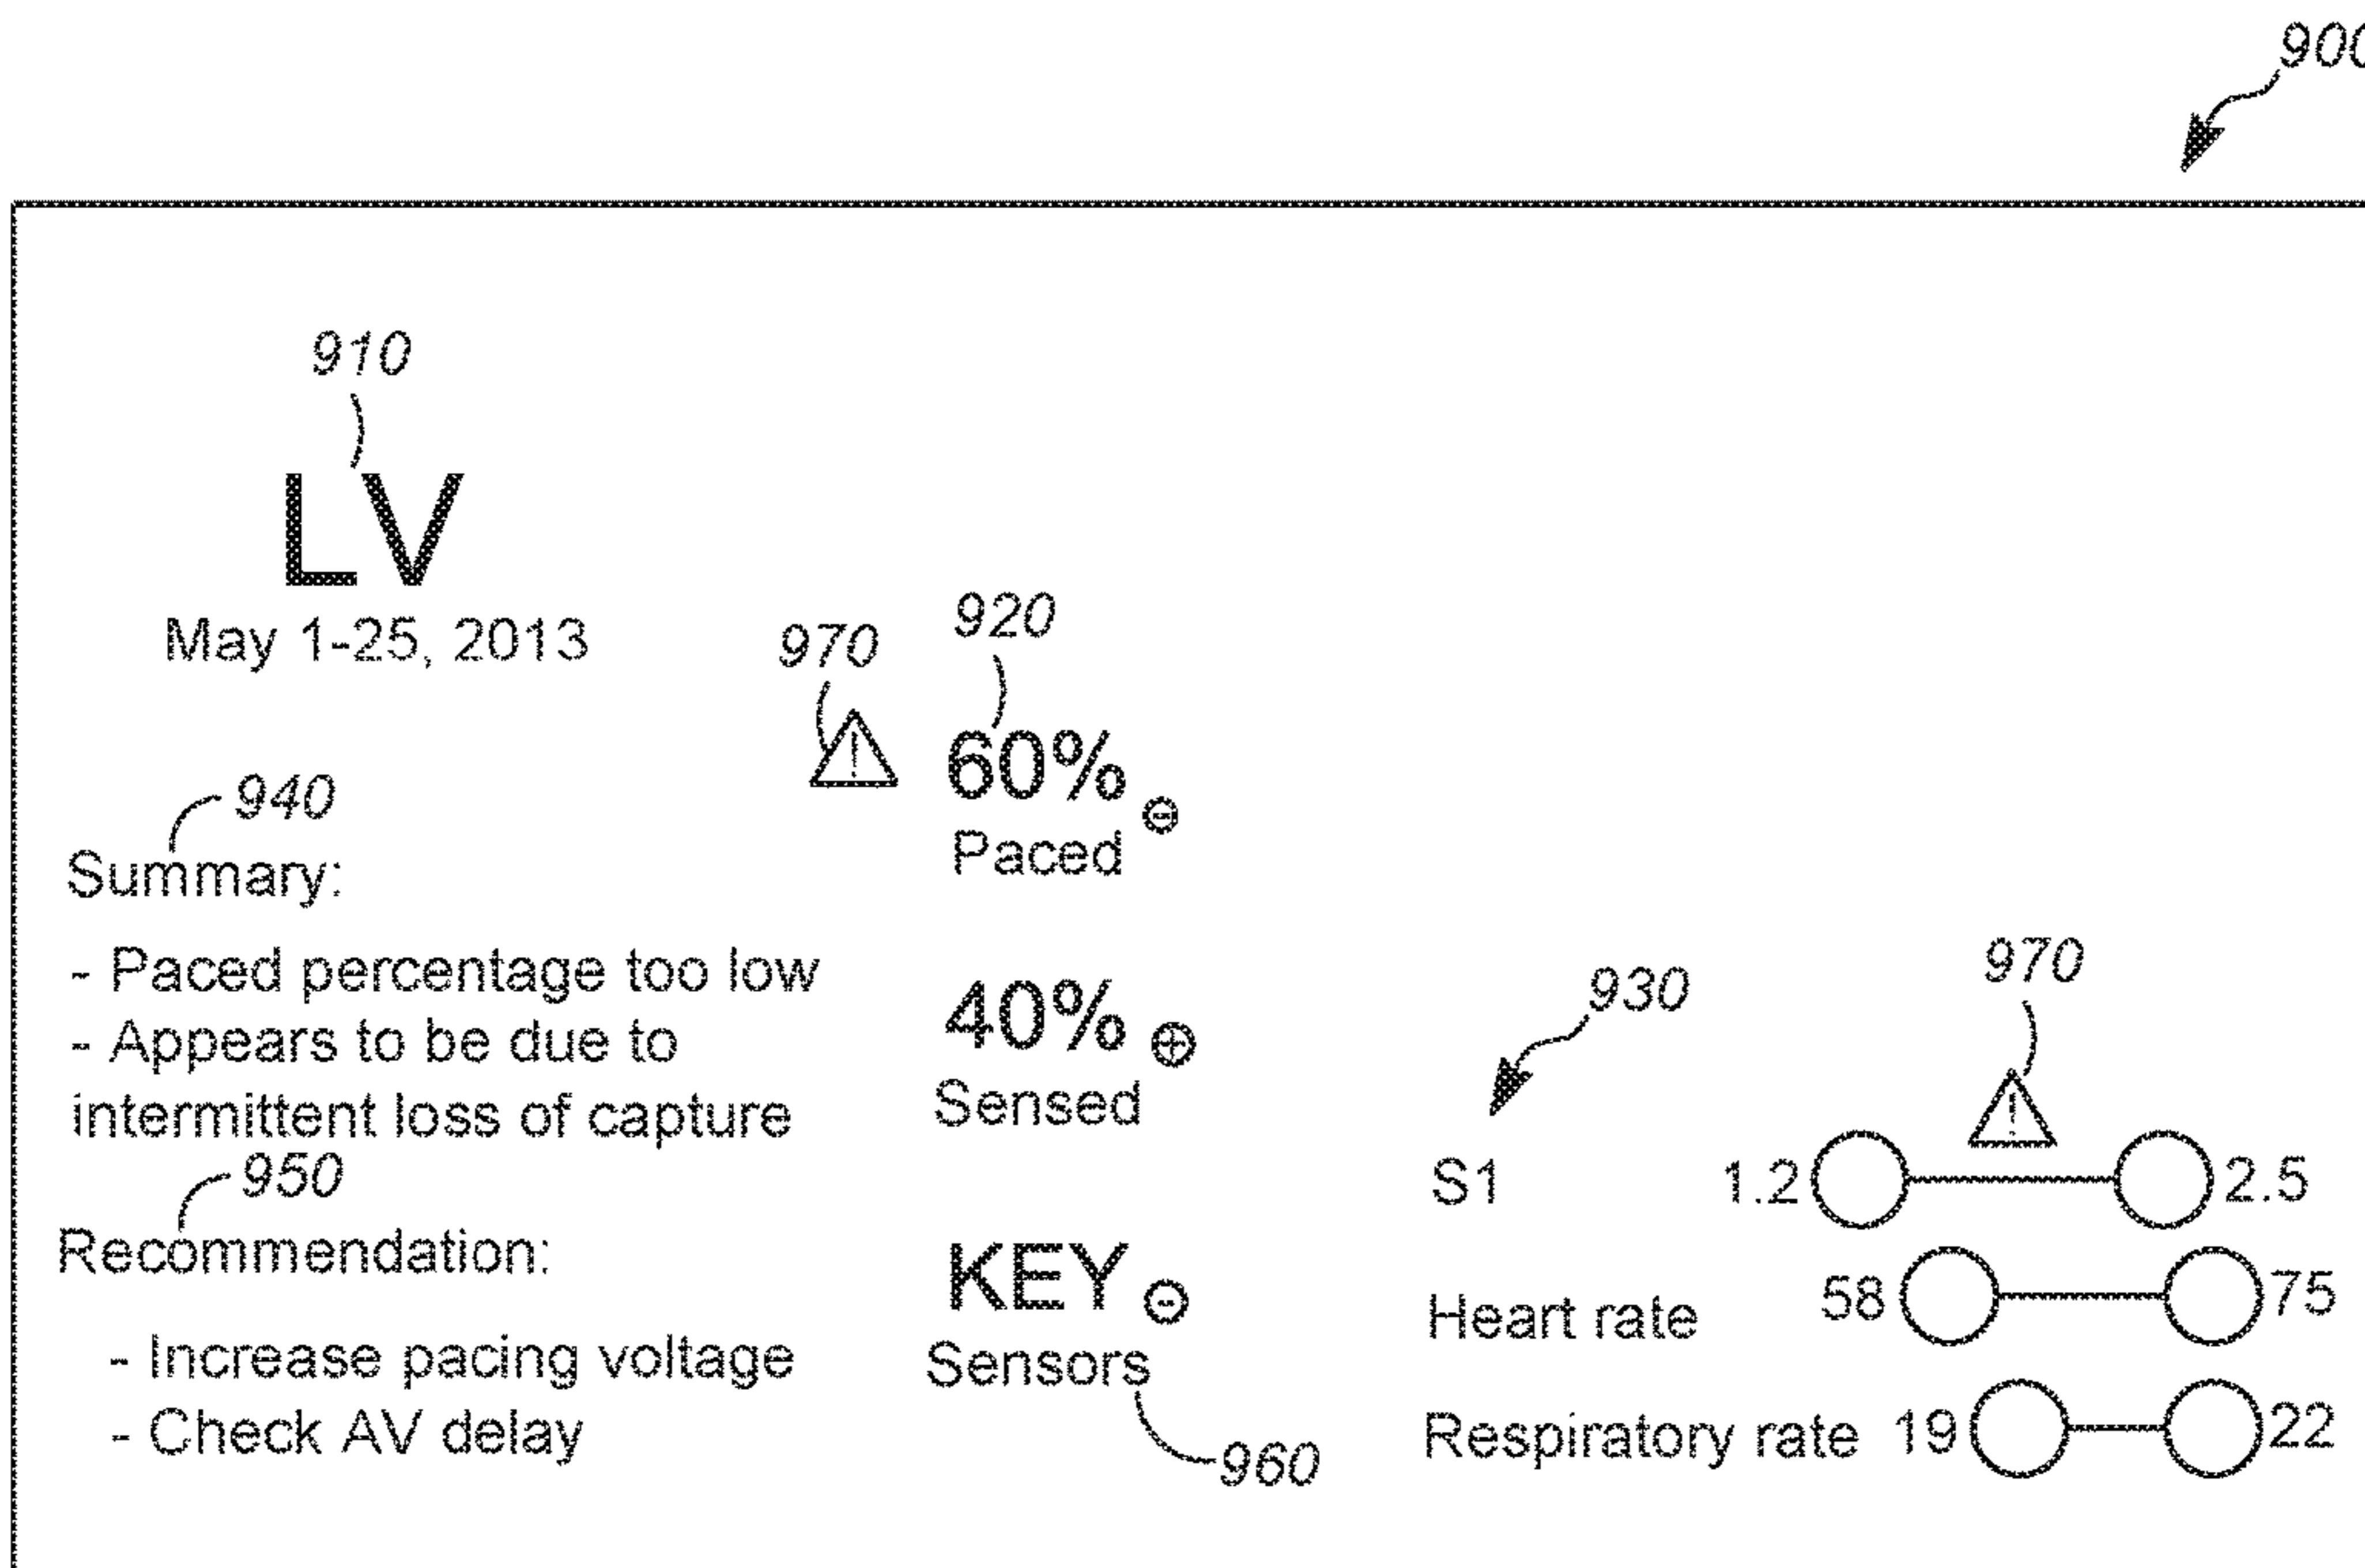 900
910
LV
May 1-25, 2013
970
920
60%
Paced
940
Summary:
- Paced percentage too low
- Appears to be due to
intermittent loss of capture
40%
Sensed
950
Recommendation:
- Increase pacing voltage
- Check AV delay
KEY
Sensors
960
930
970
S1 1.2 2.5
Heart rate 58 75
Respiratory rate 19 22